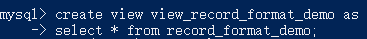 mysql> create view view_record_format_demo as
-> select * from record_format_demo;